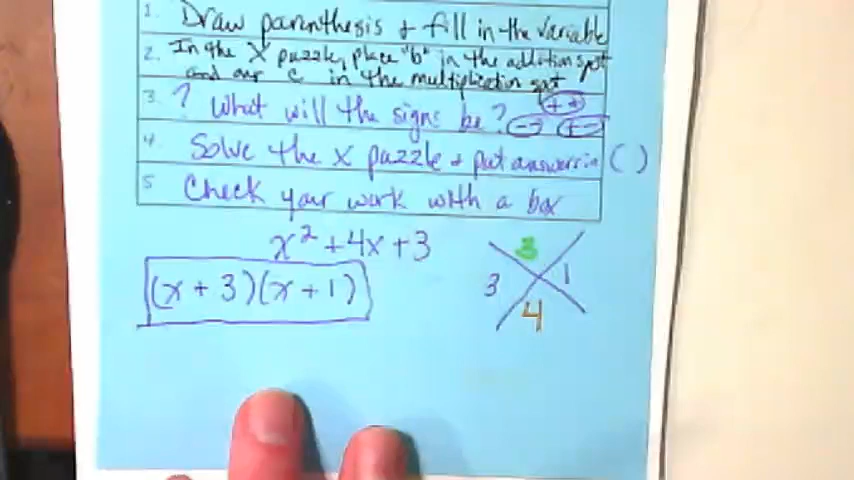 1. Draw parenthesis + fill in the variable
2. In the X puzzle, place "b" in the addition spot
and our c in the multiplication spot
3. ? What will the signs be? ++
-- +-
4 Solve the x puzzle + put answer in ( )
5 Check your work with a box
x² + 4x + 3
(x + 3)(x + 1)
3
3 1
4